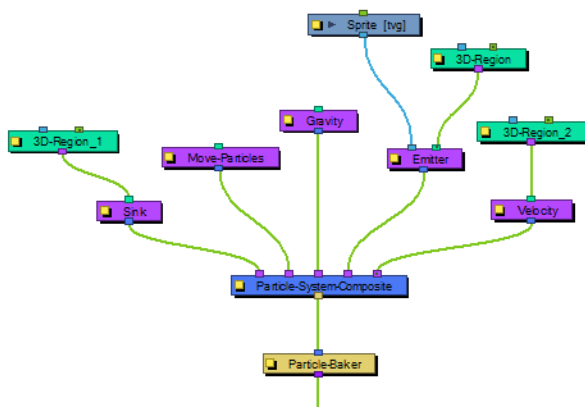 Sprite [tvg]
3D-Region
Gravity
3D-Region_1
3D-Region_2
Move-Particles
Emitter
Sink
Velocity
Particle-System-Composite
Particle-Baker